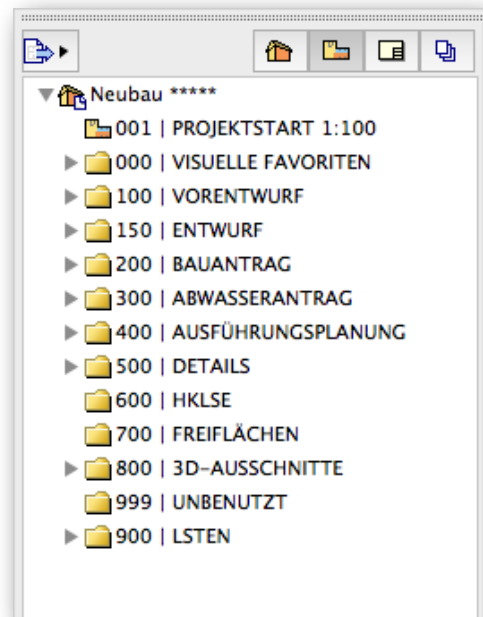 Neubau *****
001 | PROJEKTSTART 1:100
000 | VISUELLE FAVORITEN
100 | VORENTWURF
150 | ENTWURF
200 | BAUANTRAG
300 | ABWASSERANTRAG
400 | AUSFÜHRUNGSPLANUNG
500 | DETAILS
600 | HKLSE
700 | FREIFLÄCHEN
800 | 3D-AUSSCHNITTE
999 | UNBENUTZT
900 | LSTEN